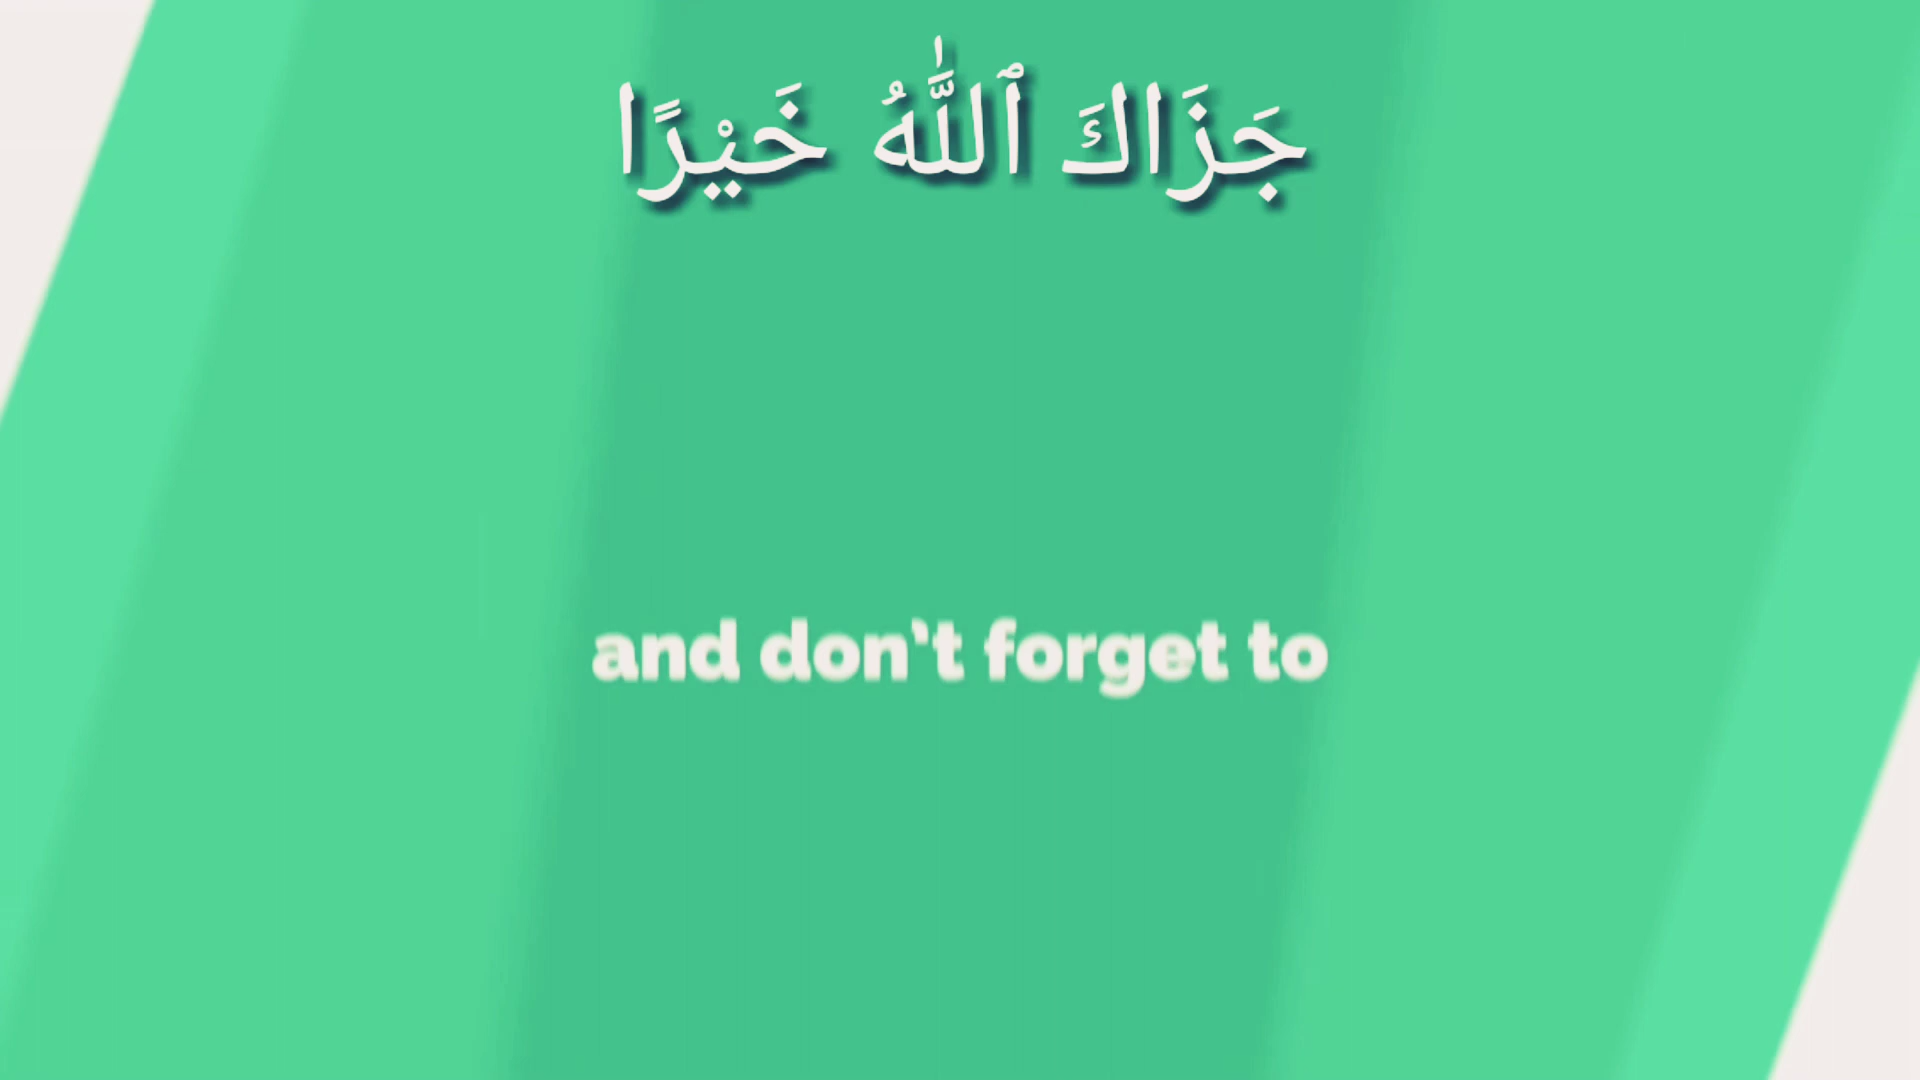 جَزَاكَ ٱللَّٰهُ خَيْرًا
and don't forget to